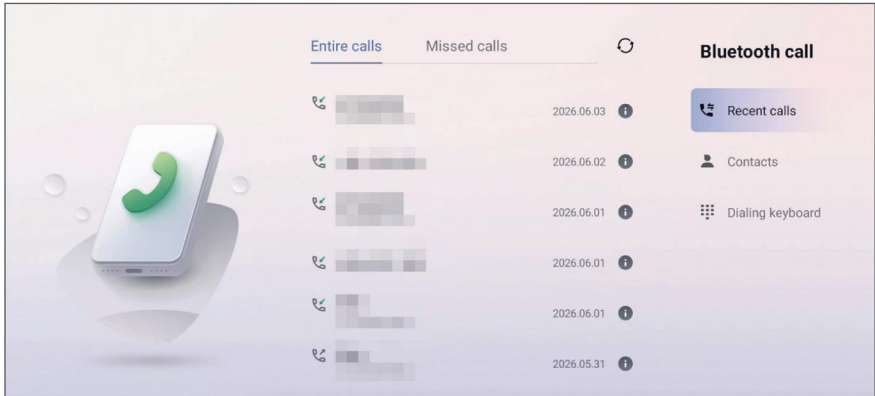 Entire calls
Missed calls
2026.06.03
2026.06.02
2026.06.01
2026.06.01
2026.06.01
2026.05.31
Bluetooth call
Recent calls
Contacts
Dialing keyboard